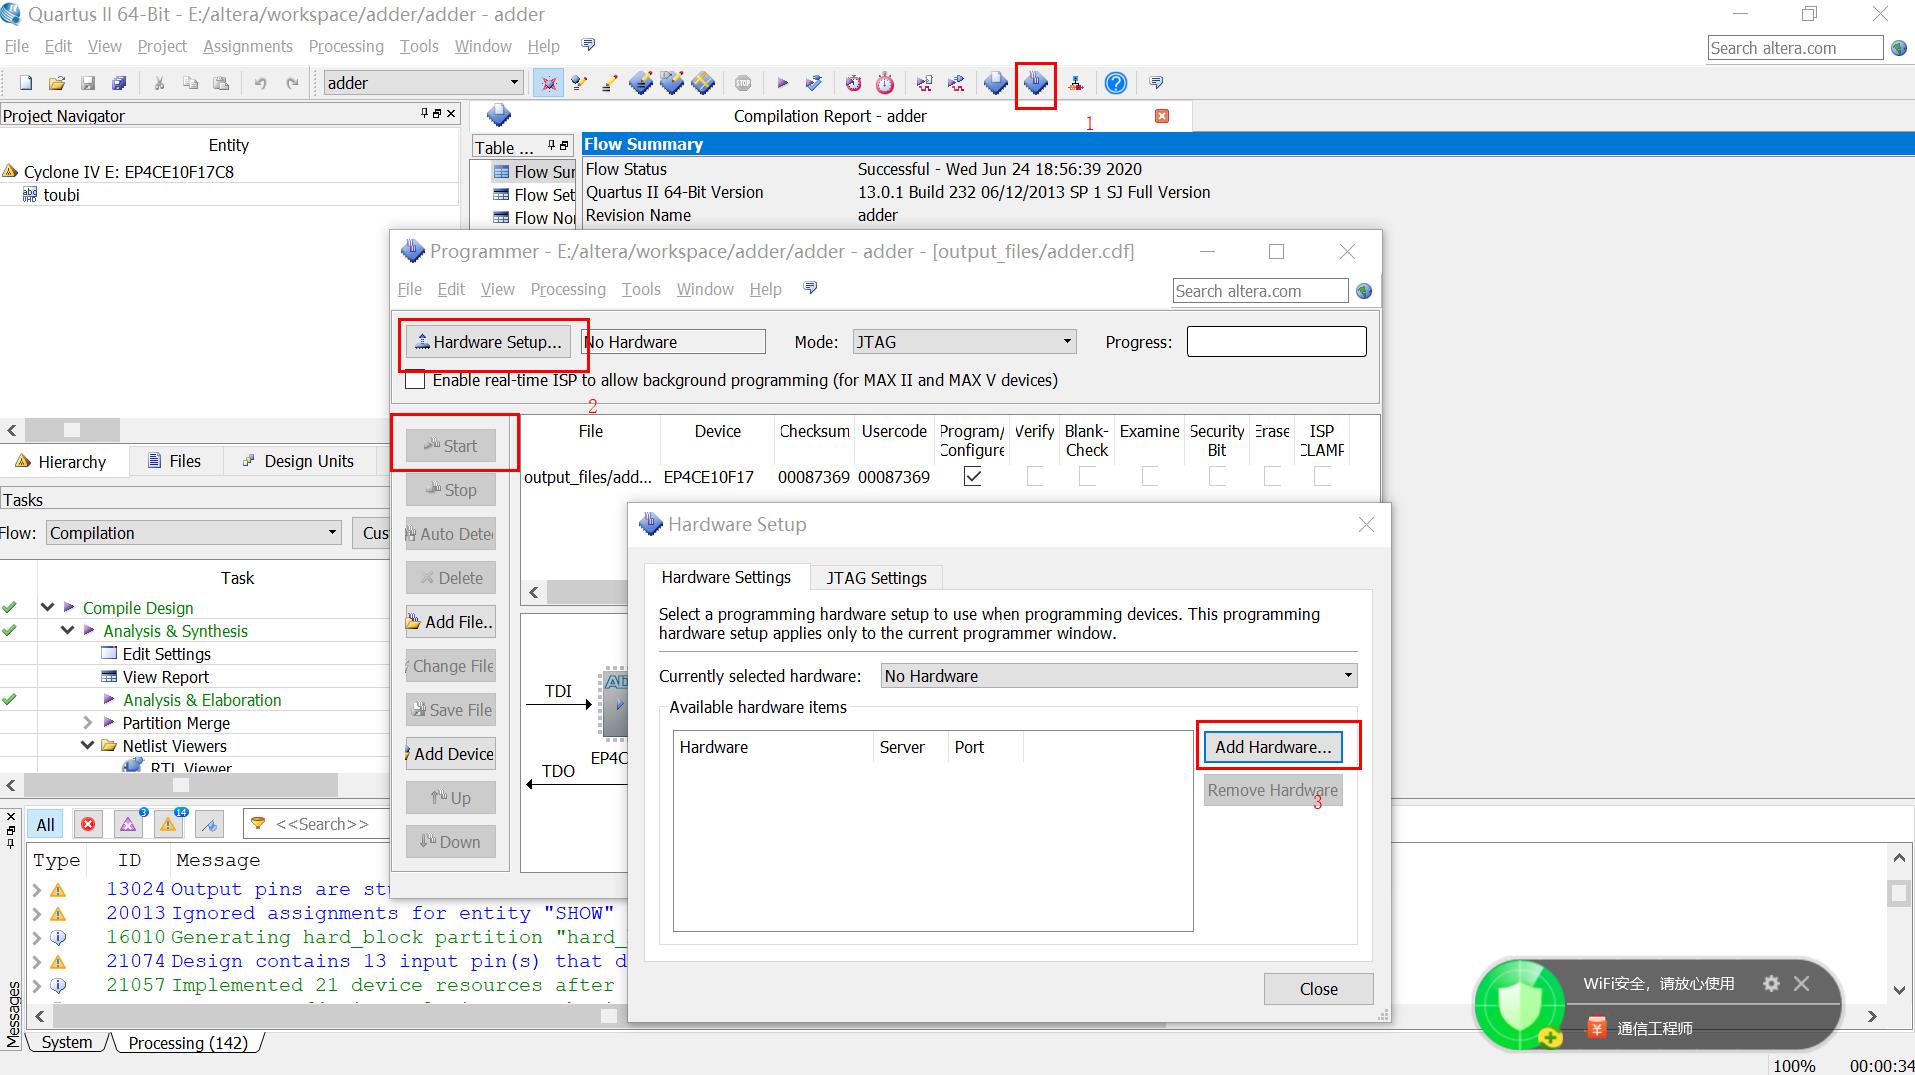 Quartus II 64-Bit - E:/altera/workspace/adder/adder - adder
File Edit View Project Assignments Processing Tools Window Help
Search altera.com
adder
STOP
1
Project Navigator
Entity
Cyclone IV E: EP4CE10F17C8
abc
toubi
Hierarchy Files Design Units
Compilation Report - adder
Table ...
Flow Sur
Flow Set
Flow No
Flow Summary
Flow Status Successful - Wed Jun 24 18:56:39 2020
Quartus II 64-Bit Version 13.0.1 Build 232 06/12/2013 SP 1 SJ Full Version
Revision Name adder
Programmer - E:/altera/workspace/adder/adder - adder - [output_files/adder.cdf]
File Edit View Processing Tools Window Help
Search altera.com
Hardware Setup... No Hardware Mode: JTAG Progress:
Enable real-time ISP to allow background programming (for MAX II and MAX V devices)
2
Start
Stop
Auto Dete
Delete
Add File..
Change File
Save File
Add Device
Up
Down
File Device Checksum Usercode Program/ Configure Verify Blank- Check Examine Security Bit Erase ISP CLAMP
output_files/add... EP4CE10F17 00087369 00087369
TDI
TDO
EP4C
Hardware Setup
Hardware Settings JTAG Settings
Select a programming hardware setup to use when programming devices. This programming
hardware setup applies only to the current programmer window.
Currently selected hardware: No Hardware
Available hardware items
Hardware Server Port
Add Hardware...
Remove Hardware
3
Close
Tasks
Flow: Compilation Cus
Task
Compile Design
Analysis & Synthesis
Edit Settings
View Report
Analysis & Elaboration
Partition Merge
Netlist Viewers
RTL Viewer
Messages
All 3 14 <<Search>>
Type ID Message
13024 Output pins are st
20013 Ignored assignments for entity "SHOW"
16010 Generating hard_block partition "hard_
21074 Design contains 13 input pin(s) that d
21057 Implemented 21 device resources after
System Processing (142)
WiFi安全，请放心使用
通信工程师
100% 00:00:34